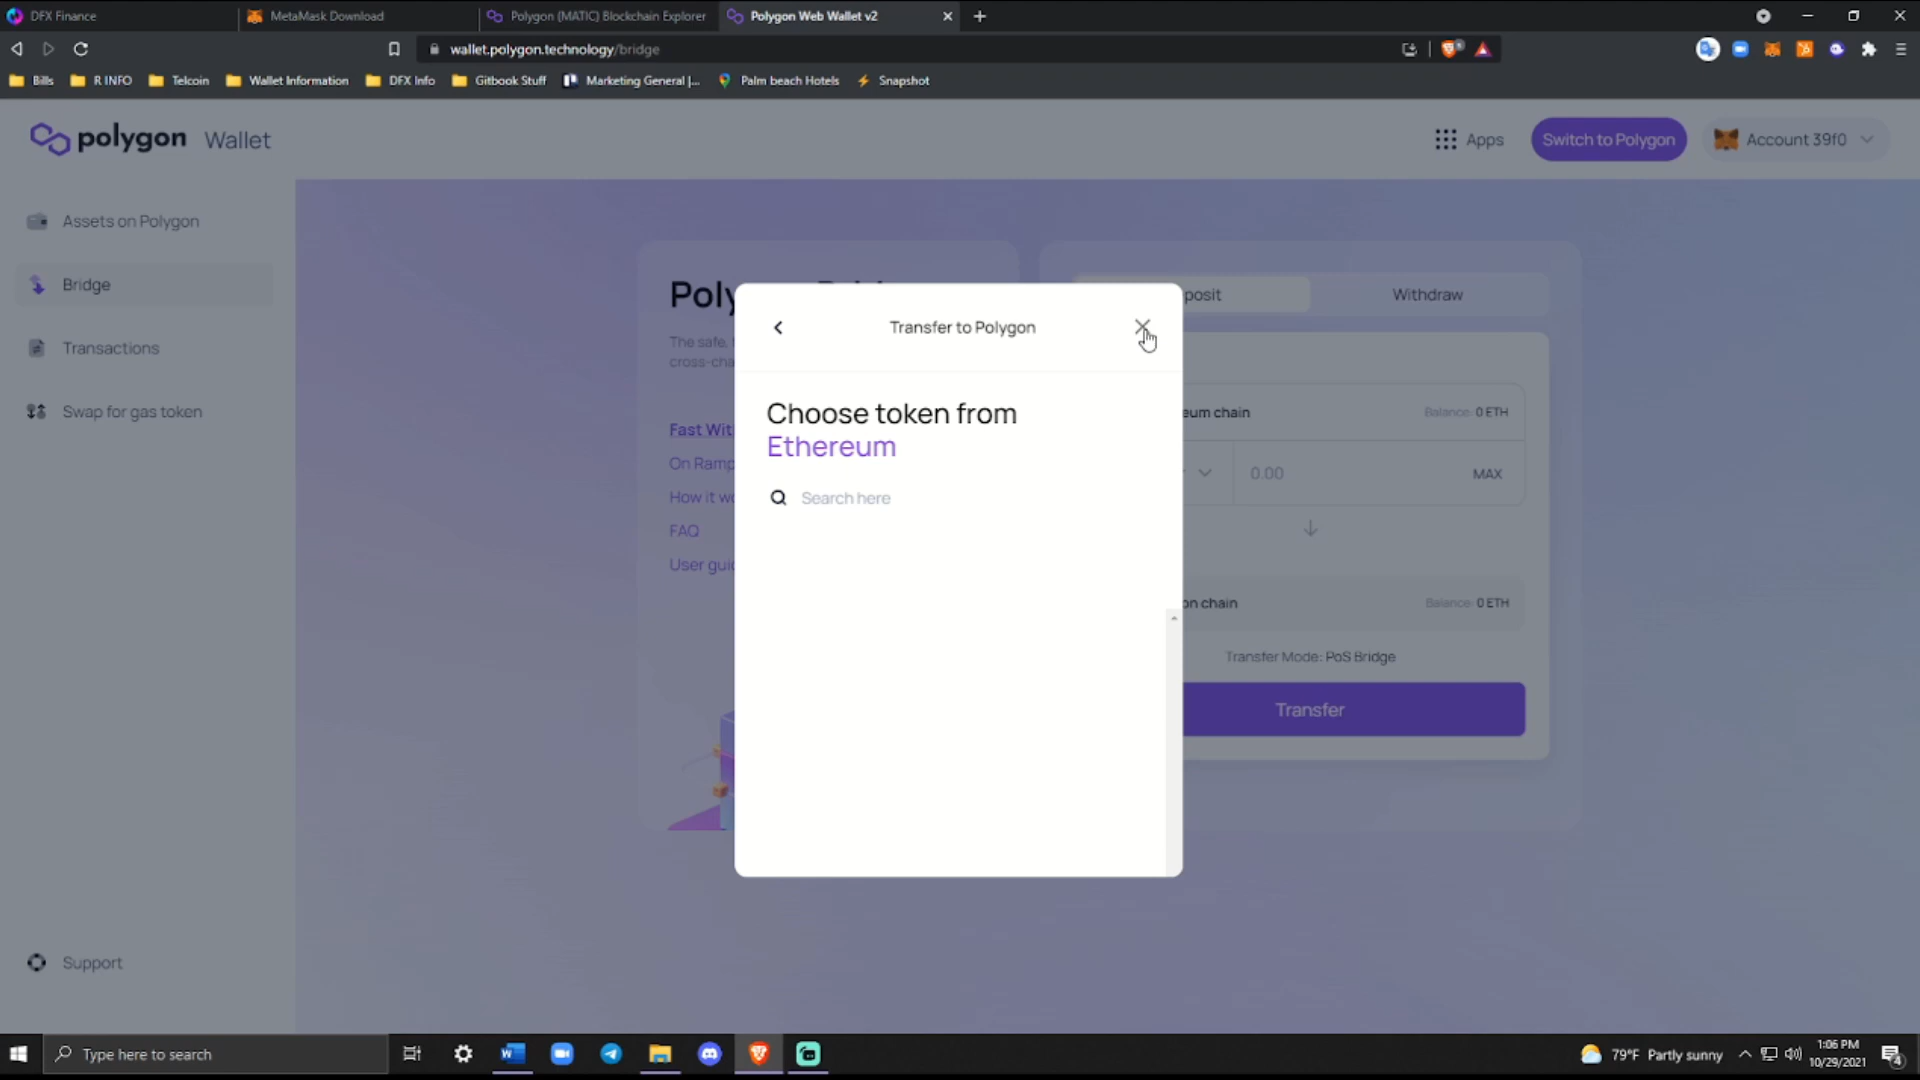 DFX Finance
MetaMask Download
Polygon (MATIC) Blockchain Explorer
Polygon Web Wallet v2
wallet.polygon.technology/bridge
Bills
R INFO
Telcoin
Wallet Information
DFX Info
Gitbook Stuff
Marketing General |...
Palm beach Hotels
Snapshot
polygon Wallet
Apps
Switch to Polygon
Account 39f0
Assets on Polygon
Bridge
Transactions
Swap for gas token
Support
Poly
The safe,
cross-cha
Fast Wit
On Ramp
How it w
FAQ
User gui
Transfer to Polygon
Choose token from
Ethereum
Search here
posit
Withdraw
eum chain
Balance: 0 ETH
0.00
MAX
on chain
Balance: 0 ETH
Transfer Mode: PoS Bridge
Transfer
Type here to search
79°F Partly sunny
1:06 PM
10/29/2021
4